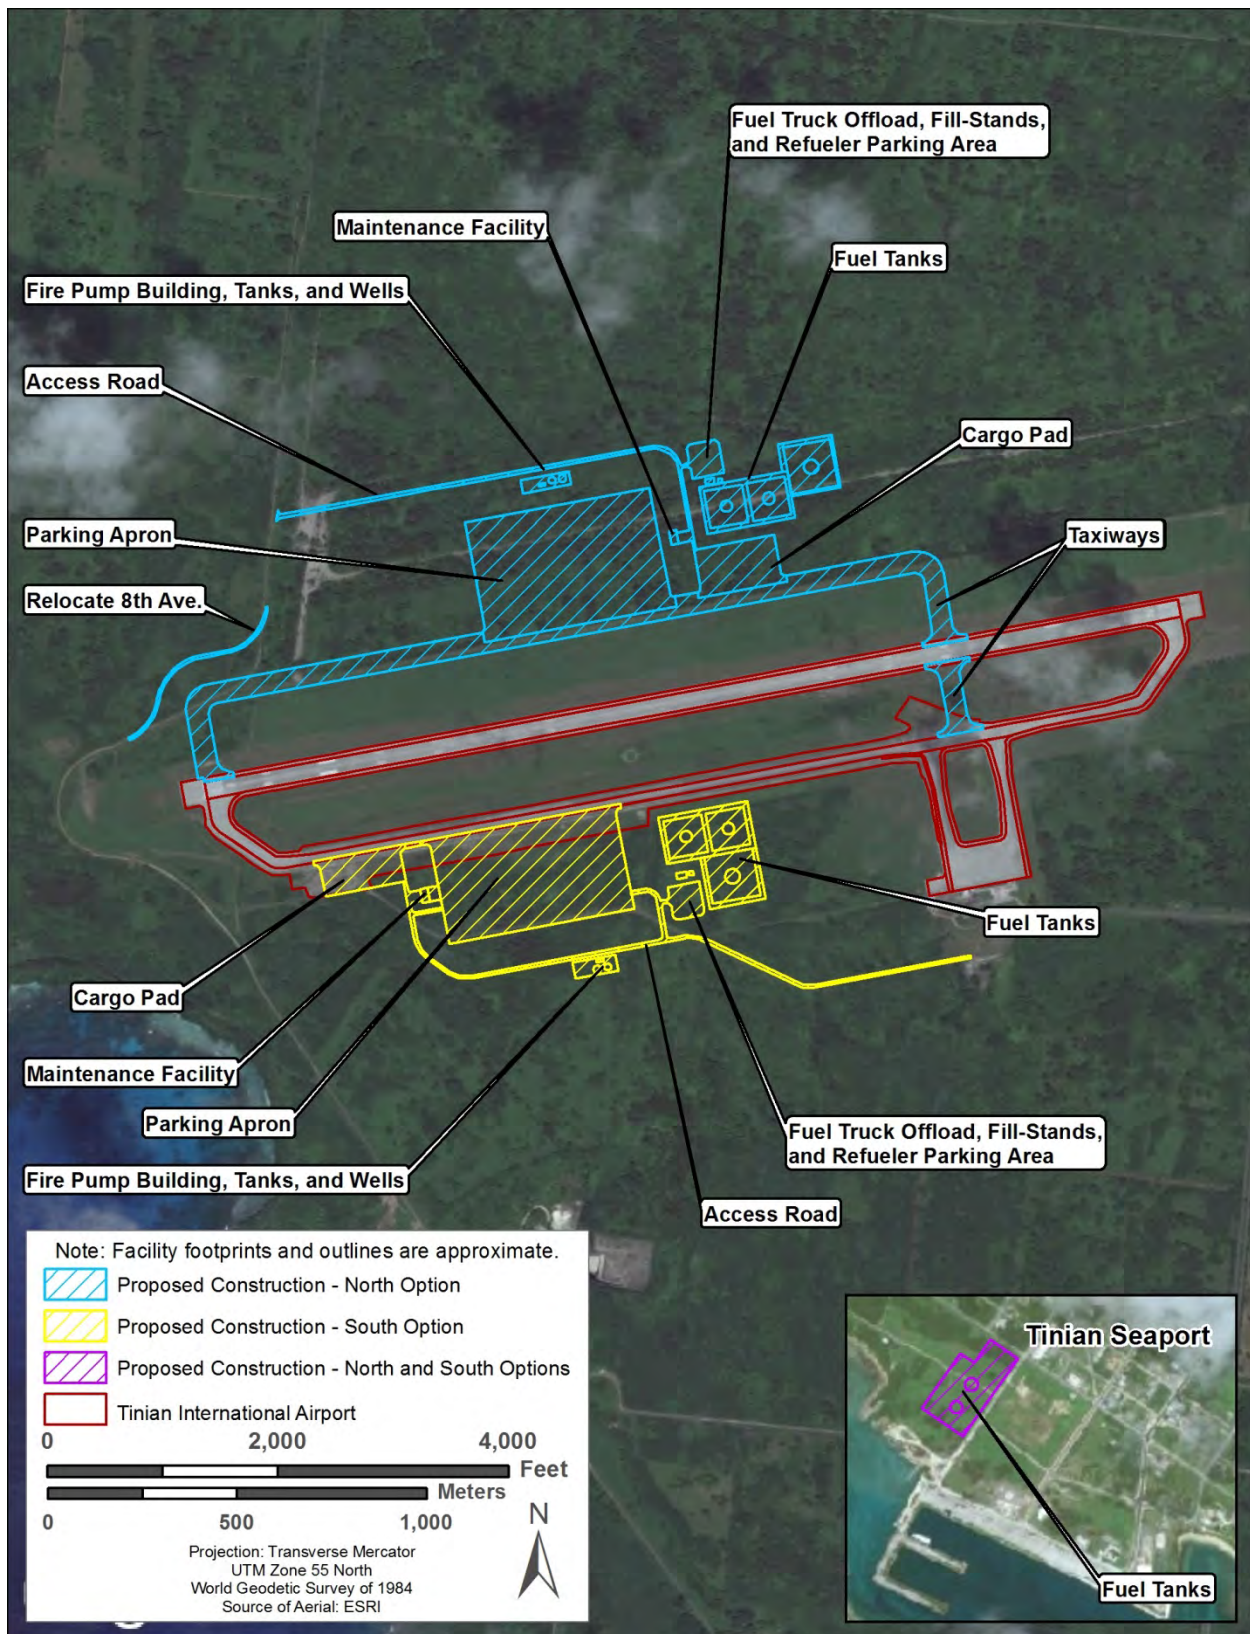 Fuel Truck Offload, Fill-Stands,
and Refueler Parking Area
Maintenance Facility
Fuel Tanks
Fire Pump Building, Tanks, and Wells
Access Road
Cargo Pad
Parking Apron
Taxiways
Relocate 8th Ave.
Fuel Tanks
Cargo Pad
Maintenance Facility
Parking Apron
Fuel Truck Offload, Fill-Stands,
and Refueler Parking Area
Fire Pump Building, Tanks, and Wells
Access Road
Note: Facility footprints and outlines are approximate.
Proposed Construction - North Option
Proposed Construction - South Option
Proposed Construction - North and South Options
Tinian International Airport
0 2,000 4,000
Feet
Meters
0 500 1,000
N
Projection: Transverse Mercator
UTM Zone 55 North
World Geodetic Survey of 1984
Source of Aerial: ESRI
Tinian Seaport
Fuel Tanks